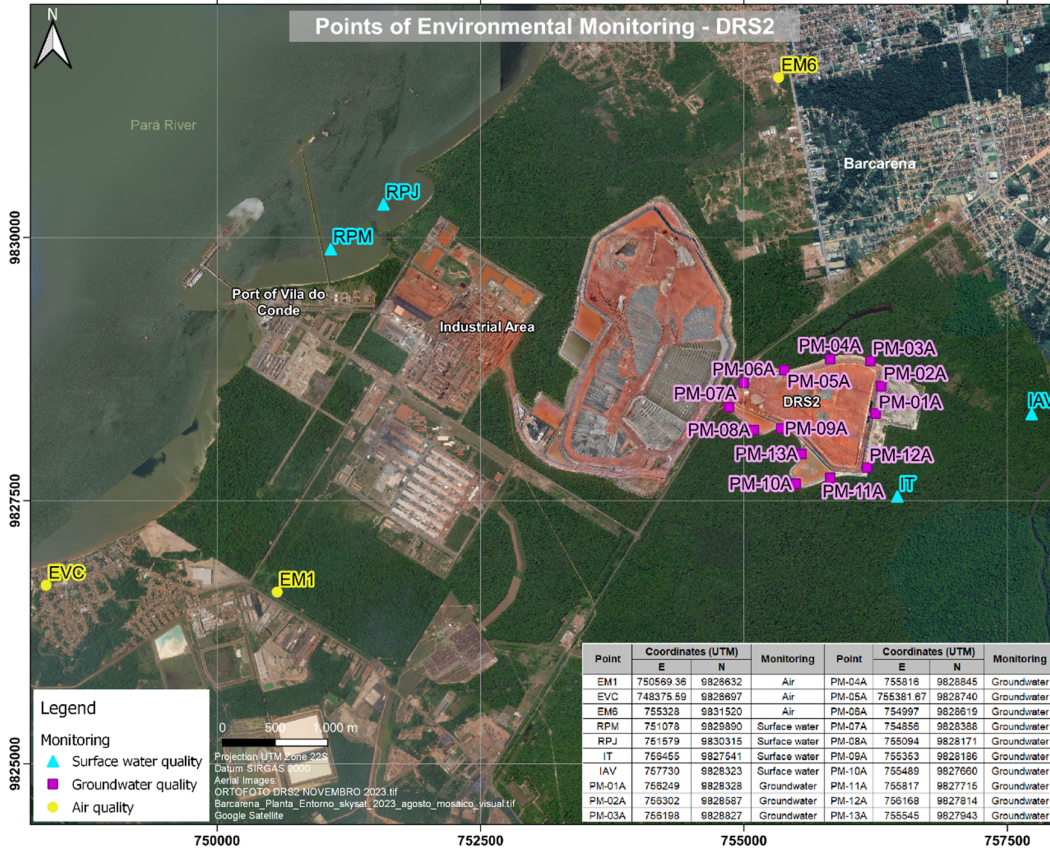 N
Points of Environmental Monitoring - DRS2
EM6
Pará River
Barcarena
RPJ
RPM
9830000
Port of Vila do
Conde
Industrial Area
PM-04A
PM-03A
PM-06A
PM-05A
PM-02A
PM-07A
DRS2
PM-01A
IAV
PM-08A
PM-09A
PM-13A
PM-12A
PM-10A
PM-11A
IT
9827500
EVC
EM1
Point Coordinates (UTM) Monitoring Point Coordinates (UTM) Monitoring
E N E N
EM1 750569.36 9828632 Air PM-04A 755816 9828845 Groundwater
EVC 748375.59 9828697 Air PM-05A 755381.67 9828740 Groundwater
EM6 755328 9831520 Air PM-06A 754997 9828619 Groundwater
RPM 751078 9829890 Surface water PM-07A 754856 9828388 Groundwater
RPJ 751579 9830315 Surface water PM-08A 755094 9828171 Groundwater
IT 756455 9827541 Surface water PM-09A 755353 9828186 Groundwater
IAV 757730 9828323 Surface water PM-10A 755489 9827660 Groundwater
PM-01A 756249 9828328 Groundwater PM-11A 755817 9827715 Groundwater
PM-02A 756302 9828587 Groundwater PM-12A 756168 9827814 Groundwater
PM-03A 756198 9828827 Groundwater PM-13A 755545 9827943 Groundwater
Legend
Monitoring
Surface water quality
Groundwater quality
Air quality
0 500 1,000 m
Projection UTM Zone 22S
Datum SIRGAS 2000
Aerial Images:
ORTOFOTO DRS2 NOVEMBRO 2023.tif
Barcarena_Planta_Entorno_skysat_2023_agosto_mosaico_visual.tif
Google Satellite
9825000
750000 752500 755000 757500